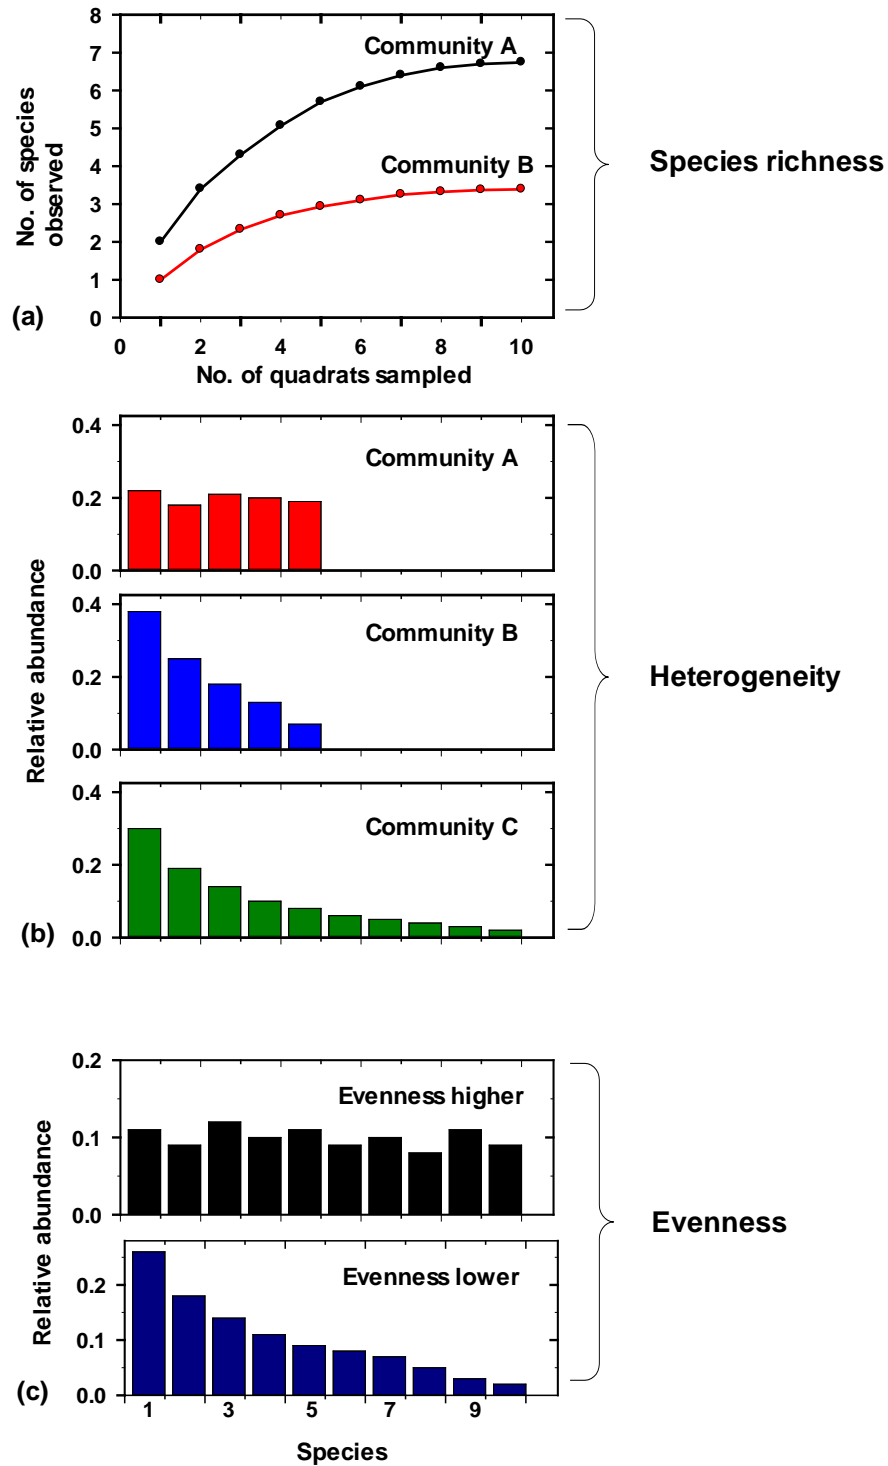 8
7
6
5
4
3
2
1
0
No. of species
observed
Community A
Community B
Species richness
(a)
0 2 4 6 8 10
No. of quadrats sampled
0.4
0.2
0.0
Community A
0.4
0.2
0.0
Community B
Relative abundance
Heterogeneity
0.4
0.2
0.0
Community C
(b)
0.2
0.1
0.0
Evenness higher
Relative abundance
Evenness
0.2
0.1
0.0
Evenness lower
(c)
1 3 5 7 9
Species